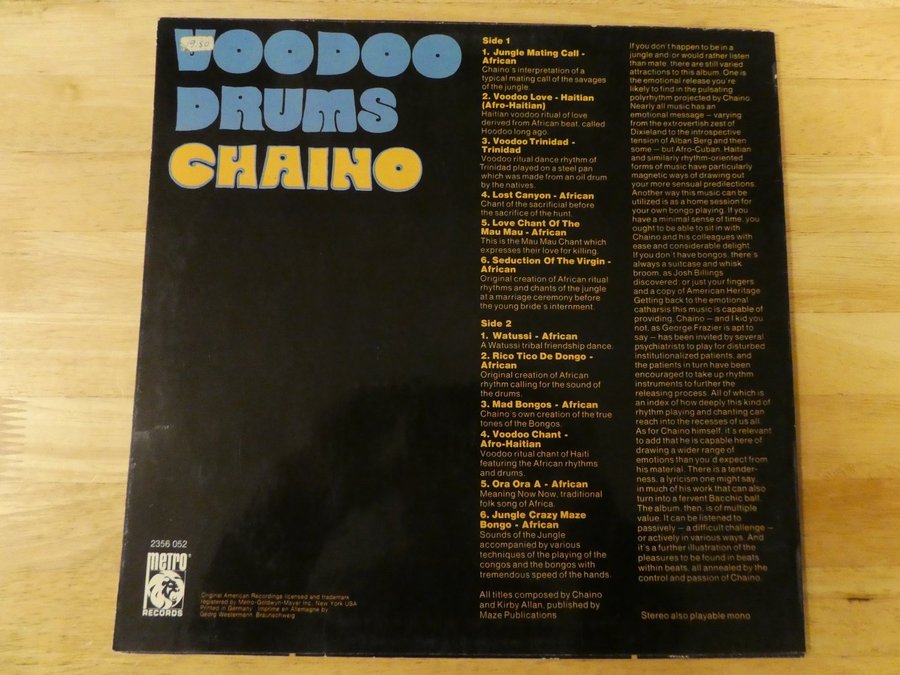 VOODOO
19.50
DRUMS
CHAINO
Side 1
1. Jungle Mating Call -
African
Chaino's interpretation of a
typical mating call of the savages
of the jungle.
2. Voodoo Love - Haitian
(Afro-Haitian)
Haitian voodoo ritual of love
derived from African beat, called
Hoodoo long ago.
3. Voodoo Trinidad -
Trinidad
Voodoo ritual dance rhythm of
Trinidad played on a steel pan
which was made from an oil drum
by the natives.
4. Lost Canyon - African
Chant of the sacrificial before
the sacrifice of the hunt.
5. Love Chant Of The
Mau Mau - African
This is the Mau Mau Chant which
expresses their love for killing.
6. Seduction Of The Virgin -
African
Original creation of African ritual
rhythms and chants of the jungle
at a marriage ceremony before
the young bride's internment.
Side 2
1. Watussi - African
A Watussi tribal friendship dance.
2. Rico Tico De Dongo -
African
Original creation of African
rhythm calling for the sound of
the drums.
3. Mad Bongos - African
Chaino's own creation of the true
tones of the Bongos.
4. Voodoo Chant -
Afro-Haitian
Voodoo ritual chant of Haiti
featuring the African rhythms
and drums.
5. Ora Ora A - African
Meaning Now Now, traditional
folk song of Africa.
6. Jungle Crazy Maze
Bongo - African
Sounds of the Jungle
accompanied by various
techniques of the playing of the
congos and the bongos with
tremendous speed of the hands.
All titles composed by Chaino
and Kirby Allan, published by
Maze Publications
If you don't happen to be in a
jungle and/or would rather listen
than mate, there are still varied
attractions to this album. One is
the emotional release you're
likely to find in the pulsating
polyrhythm projected by Chaino.
Nearly all music has an
emotional message – varying
from the extrovertish zest of
Dixieland to the introspective
tension of Alban Berg and then
some – but Afro-Cuban, Haitian
and similarly rhythm-oriented
forms of music have particularly
magnetic ways of drawing out
your more sensual predilections.
Another way this music can be
utilized is as a home session for
your own bongo playing. If you
have a minimal sense of time, you
ought to be able to sit in with
Chaino and his colleagues with
ease and considerable delight.
If you don't have bongos, there's
always a suitcase and whisk
broom, as Josh Billings
discovered; or just your fingers
and a copy of American Heritage
Getting back to the emotional
catharsis this music is capable of
providing, Chaino – and I kid you
not, as George Frazier is apt to
say – has been invited by several
psychiatrists to play for disturbed
institutionalized patients, and
the patients in turn have been
encouraged to take up rhythm
instruments to further the
releasing process. All of which is
an index of how deeply this kind of
rhythm playing and chanting can
reach into the recesses of us all.
As for Chaino himself, it's relevant
to add that he is capable here of
drawing a wider range of
emotions than you'd expect from
his material. There is a tender-
ness, a lyricism one might say,
in much of his work that can also
turn into a fervent Bacchic ball.
The album, then, is of multiple
value. It can be listened to
passively – a difficult challenge –
or actively in various ways. And
it's a further illustration of the
pleasures to be found in beats
within beats, all annealed by the
control and passion of Chaino.
Stereo also playable mono
2356 052
metro
RECORDS
Original American Recordings licensed and trademark
registered by Metro-Goldwyn-Mayer Inc. New York USA
Printed in Germany. Imprimé en Allemagne by
Georg Westermann, Braunschweig